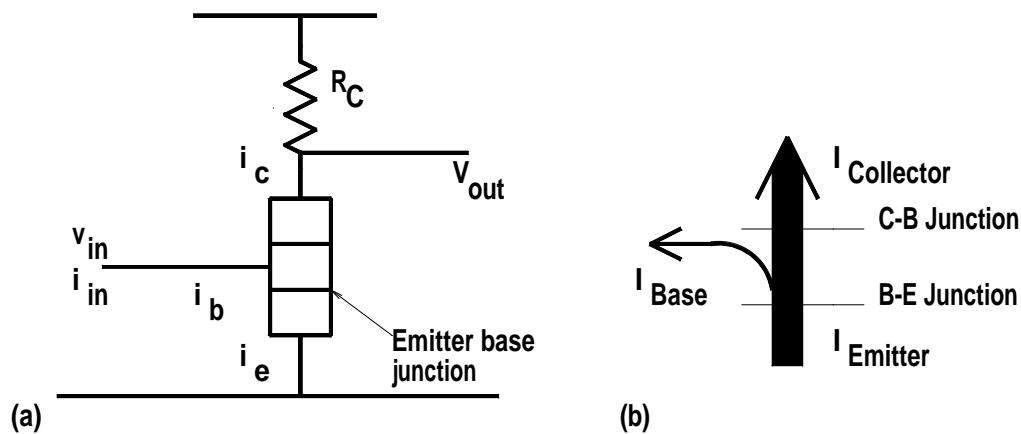 R C
i c
V out
v in
i in
i b
Emitter base
junction
i e
(a)
I Collector
C-B Junction
I Base
B-E Junction
I Emitter
(b)